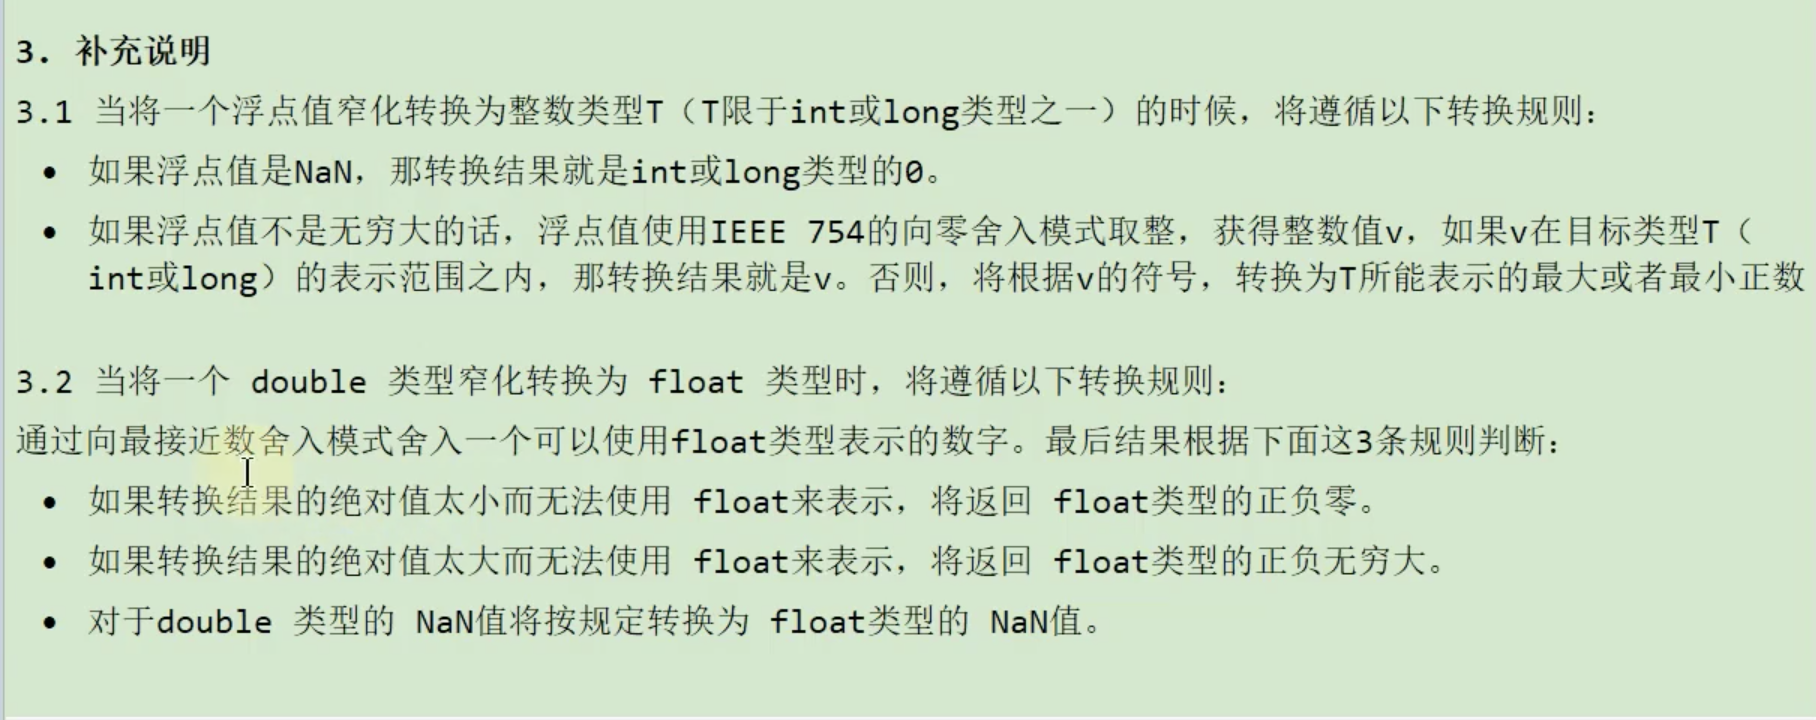 3. 补充说明
3.1 当将一个浮点值窄化转换为整数类型T（T限于int或long类型之一）的时候，将遵循以下转换规则：
• 如果浮点值是NaN，那转换结果就是int或long类型的0。
• 如果浮点值不是无穷大的话，浮点值使用IEEE 754的向零舍入模式取整，获得整数值v，如果v在目标类型T（
int或long）的表示范围之内，那转换结果就是v。否则，将根据v的符号，转换为T所能表示的最大或者最小正数
3.2 当将一个 double 类型窄化转换为 float 类型时，将遵循以下转换规则：
通过向最接近数舍入模式舍入一个可以使用float类型表示的数字。最后结果根据下面这3条规则判断：
• 如果转换结果的绝对值太小而无法使用 float来表示，将返回 float类型的正负零。
• 如果转换结果的绝对值太大而无法使用 float来表示，将返回 float类型的正负无穷大。
• 对于double 类型的 NaN值将按规定转换为 float类型的 NaN值。